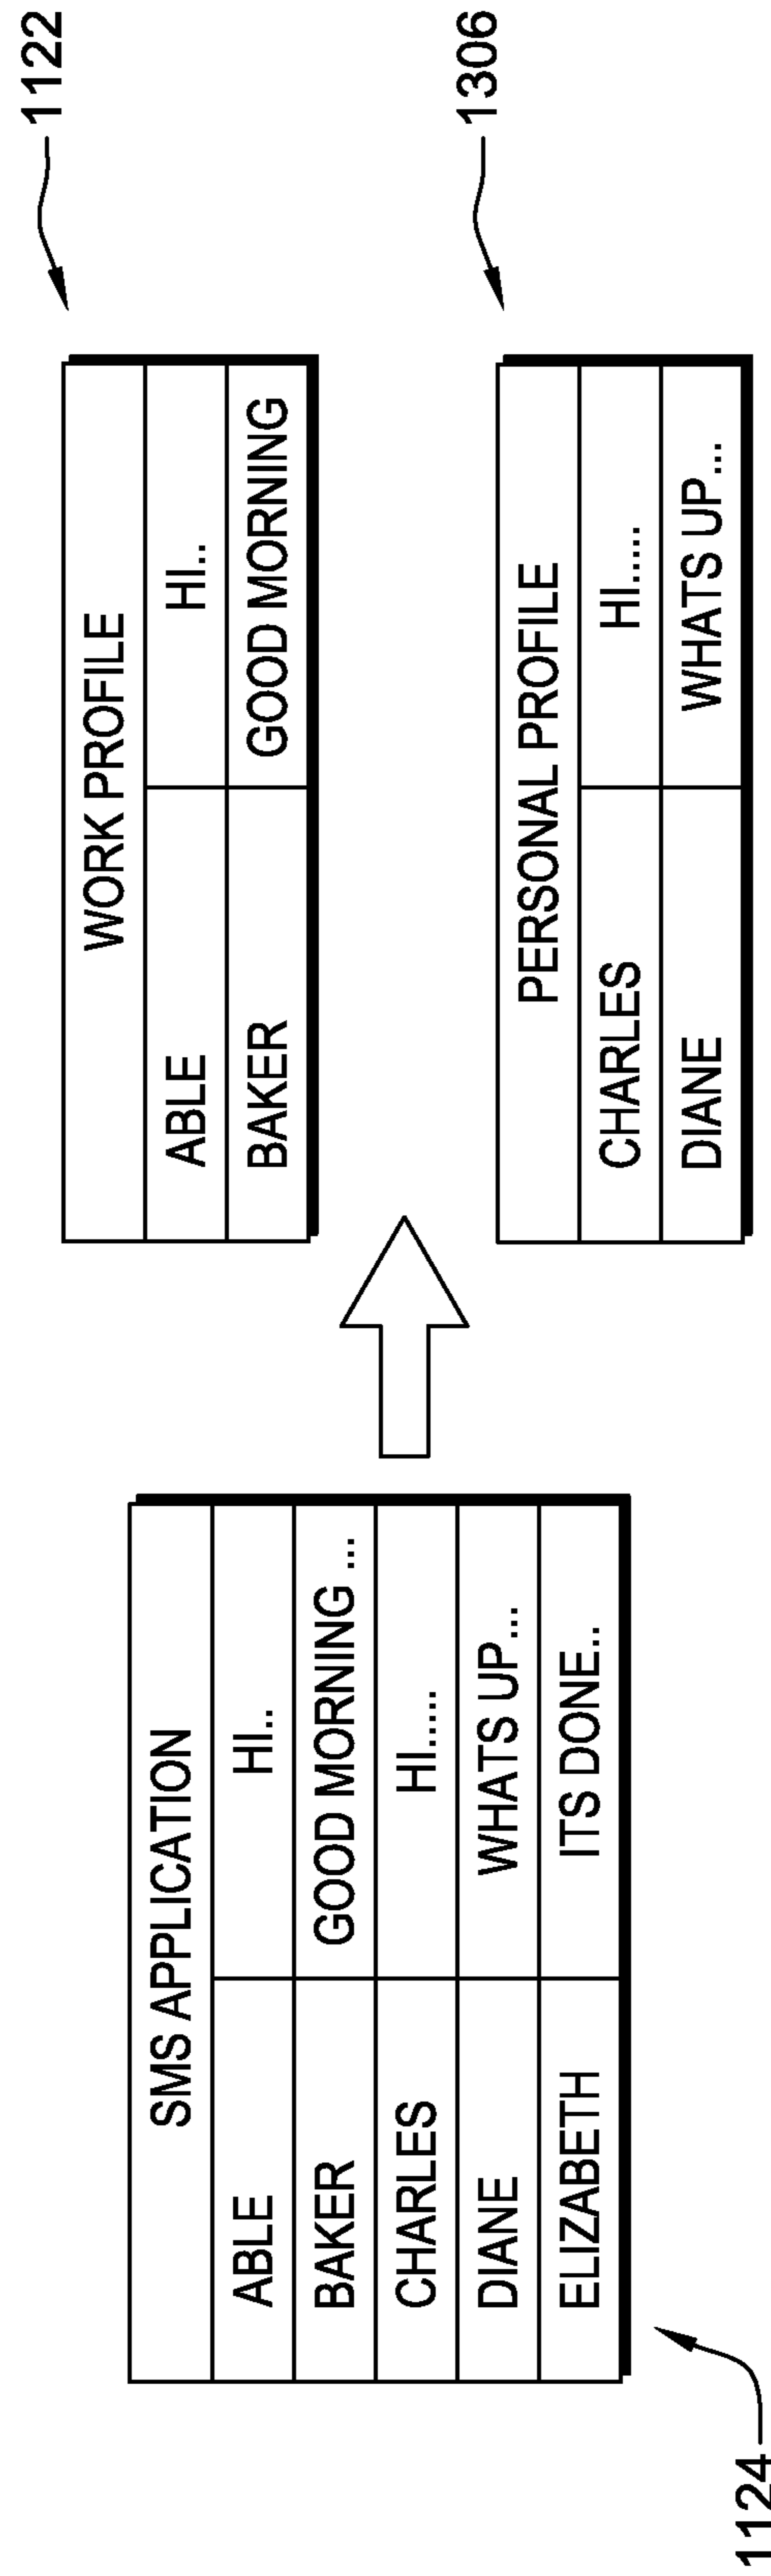 SMS APPLICATION
ABLE HI..
BAKER GOOD MORNING ...
CHARLES HI.....
DIANE WHATS UP...
ELIZABETH ITS DONE..
1124
WORK PROFILE
ABLE HI..
BAKER GOOD MORNING
1122
PERSONAL PROFILE
CHARLES HI.....
DIANE WHATS UP...
1306